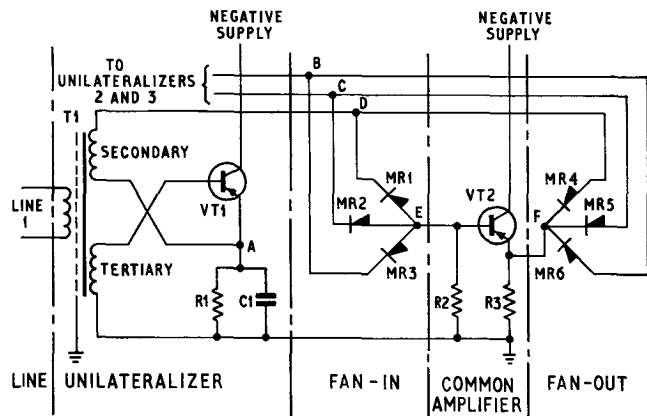 NEGATIVE
SUPPLY
NEGATIVE
SUPPLY
TO
UNILATERALIZERS
2 AND 3
B
C
D
T1
SECONDARY
VT1
MR1
MR2
MR3
E
VT2
F
MR4
MR5
MR6
LINE
1
TERTIARY
A
R1
C1
R2
R3
LINE
UNILATERALIZER
FAN-IN
COMMON
AMPLIFIER
FAN-OUT